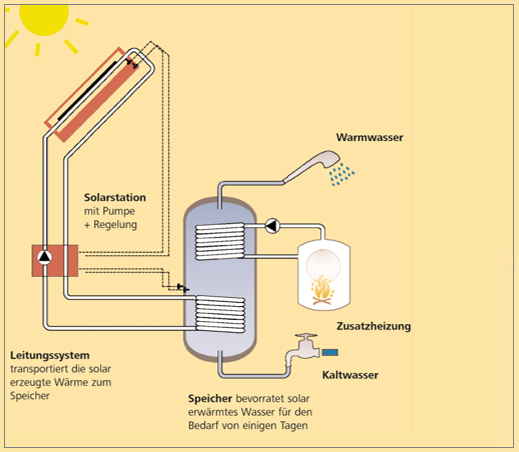 Warmwasser
Solarstation
mit Pumpe
+ Regelung
Zusatzheizung
Leitungssystem
transportiert die solar
erzeugte Wärme zum
Speicher
Kaltwasser
Speicher bevorratet solar
erwärmtes Wasser für den
Bedarf von einigen Tagen